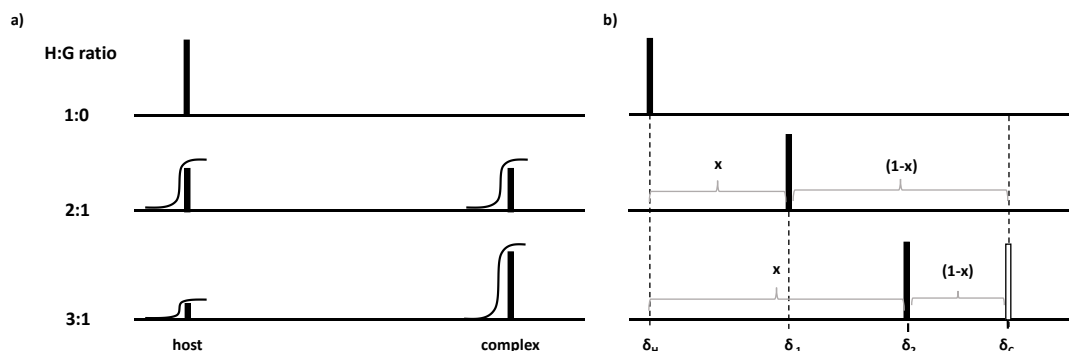 a)
H:G ratio
1:0
2:1
3:1
host
complex
b)
x
(1-x)
x
(1-x)
δH
δ1
δ2
δC